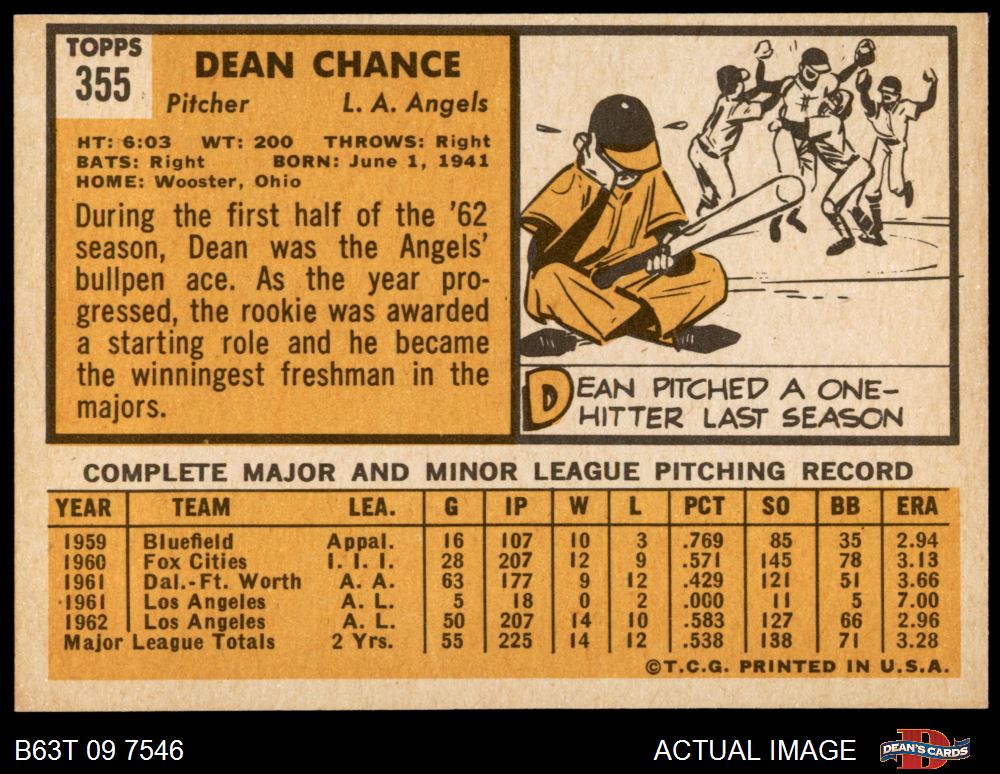 TOPPS
355
DEAN CHANCE
Pitcher L. A. Angels
HT: 6:03 WT: 200 THROWS: Right
BATS: Right BORN: June 1, 1941
HOME: Wooster, Ohio
During the first half of the '62
season, Dean was the Angels'
bullpen ace. As the year pro-
gressed, the rookie was awarded
a starting role and he became
the winningest freshman in the
majors.
DEAN PITCHED A ONE-
HITTER LAST SEASON
COMPLETE MAJOR AND MINOR LEAGUE PITCHING RECORD
YEAR TEAM LEA. G IP W L PCT SO BB ERA
1959 Bluefield Appal. 16 107 10 3 .769 85 35 2.94
1960 Fox Cities I. I. I. 28 207 12 9 .571 145 78 3.13
1961 Dal.-Ft. Worth A. A. 63 177 9 12 .429 121 51 3.66
1961 Los Angeles A. L. 5 18 0 2 .000 11 5 7.00
1962 Los Angeles A. L. 50 207 14 10 .583 127 66 2.96
Major League Totals 2 Yrs. 55 225 14 12 .538 138 71 3.28
©T.C.G. PRINTED IN U.S.A.
B63T 09 7546 ACTUAL IMAGE DEAN'S CARDS